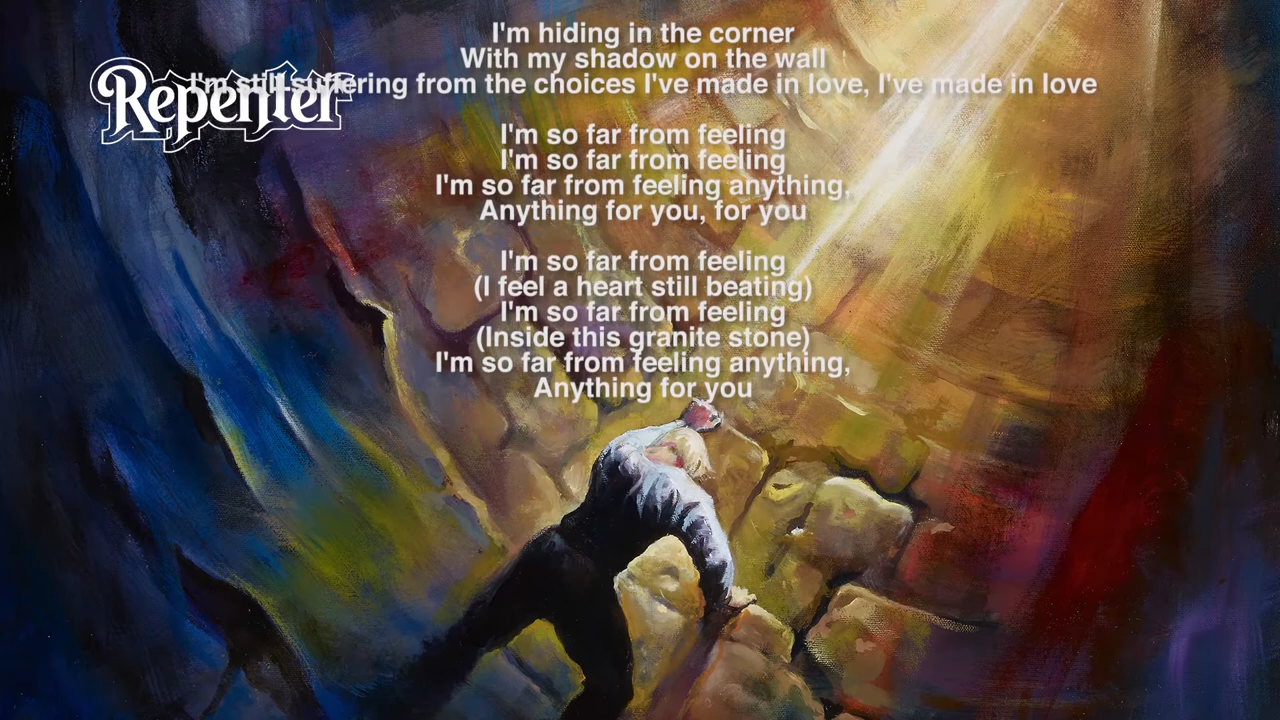 I'm hiding in the corner
With my shadow on the wall
Repenter
I'm still suffering from the choices I've made in love, I've made in love
I'm so far from feeling
I'm so far from feeling
I'm so far from feeling anything,
Anything for you, for you
I'm so far from feeling
(I feel a heart still beating)
I'm so far from feeling
(Inside this granite stone)
I'm so far from feeling anything,
Anything for you